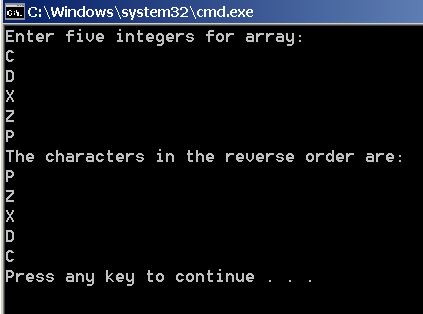 C:\Windows\system32\cmd.exe
Enter five integers for array:
C
D
X
Z
P
The characters in the reverse order are:
P
Z
X
D
C
Press any key to continue . . .